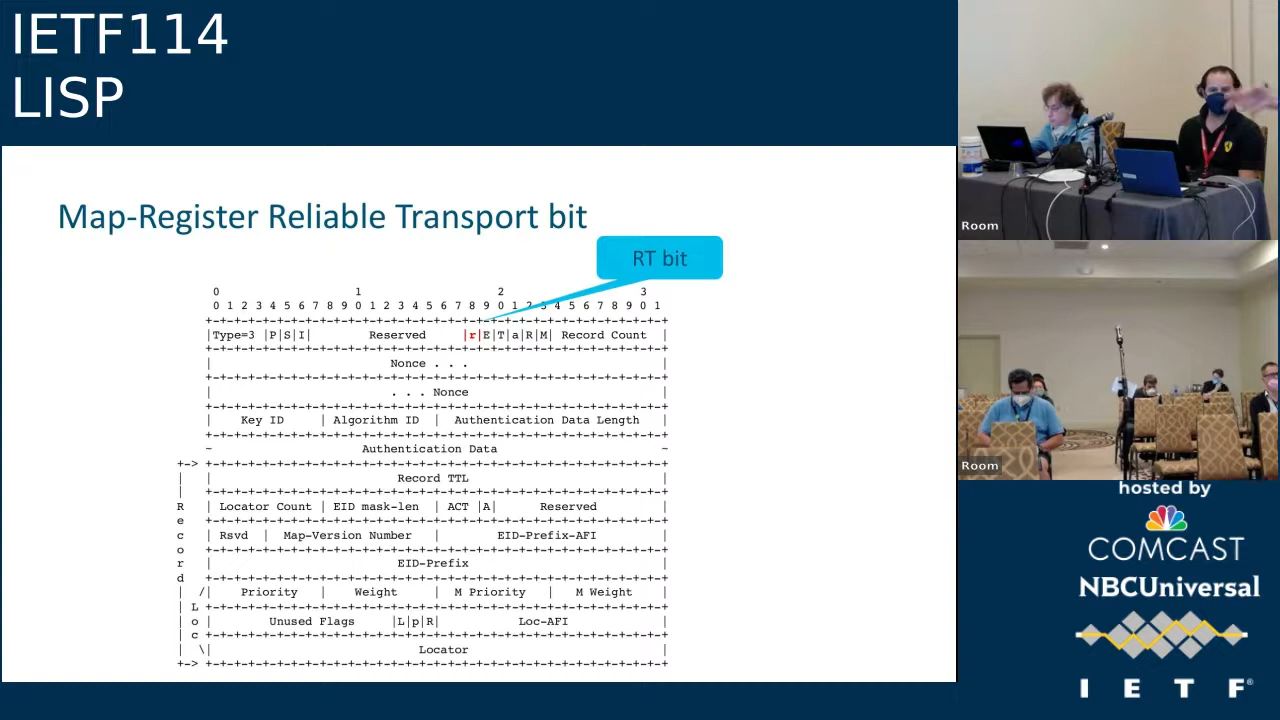 IETF114
LISP
Map-Register Reliable Transport bit
RT bit
0 1 2 3
0 1 2 3 4 5 6 7 8 9 0 1 2 3 4 5 6 7 8 9 0 1 2 3 4 5 6 7 8 9 0 1
+-+-+-+-+-+-+-+-+-+-+-+-+-+-+-+-+-+-+-+-+-+-+-+-+-+-+-+-+-+-+-+-+
|Type=3 |P|S|I| Reserved |r|E|T|a|R|M| Record Count |
+-+-+-+-+-+-+-+-+-+-+-+-+-+-+-+-+-+-+-+-+-+-+-+-+-+-+-+-+-+-+-+-+
| Nonce . . . |
+-+-+-+-+-+-+-+-+-+-+-+-+-+-+-+-+-+-+-+-+-+-+-+-+-+-+-+-+-+-+-+-+
| . . . Nonce |
+-+-+-+-+-+-+-+-+-+-+-+-+-+-+-+-+-+-+-+-+-+-+-+-+-+-+-+-+-+-+-+-+
| Key ID | Algorithm ID | Authentication Data Length |
+-+-+-+-+-+-+-+-+-+-+-+-+-+-+-+-+-+-+-+-+-+-+-+-+-+-+-+-+-+-+-+-+
~ Authentication Data ~
+-> +-+-+-+-+-+-+-+-+-+-+-+-+-+-+-+-+-+-+-+-+-+-+-+-+-+-+-+-+-+-+-+-+
| | Record TTL |
| +-+-+-+-+-+-+-+-+-+-+-+-+-+-+-+-+-+-+-+-+-+-+-+-+-+-+-+-+-+-+-+-+
R | Locator Count | EID mask-len | ACT |A| Reserved |
e +-+-+-+-+-+-+-+-+-+-+-+-+-+-+-+-+-+-+-+-+-+-+-+-+-+-+-+-+-+-+-+-+
c | Rsvd | Map-Version Number | EID-Prefix-AFI |
o +-+-+-+-+-+-+-+-+-+-+-+-+-+-+-+-+-+-+-+-+-+-+-+-+-+-+-+-+-+-+-+-+
r | EID-Prefix |
d +-+-+-+-+-+-+-+-+-+-+-+-+-+-+-+-+-+-+-+-+-+-+-+-+-+-+-+-+-+-+-+-+
| /| Priority | Weight | M Priority | M Weight |
| L +-+-+-+-+-+-+-+-+-+-+-+-+-+-+-+-+-+-+-+-+-+-+-+-+-+-+-+-+-+-+-+-+
| o | Unused Flags |L|p|R| Loc-AFI |
| c +-+-+-+-+-+-+-+-+-+-+-+-+-+-+-+-+-+-+-+-+-+-+-+-+-+-+-+-+-+-+-+-+
| \| Locator |
+-> +-+-+-+-+-+-+-+-+-+-+-+-+-+-+-+-+-+-+-+-+-+-+-+-+-+-+-+-+-+-+-+-+
Room
Room
hosted by
COMCAST
NBCUniversal
I E T F®